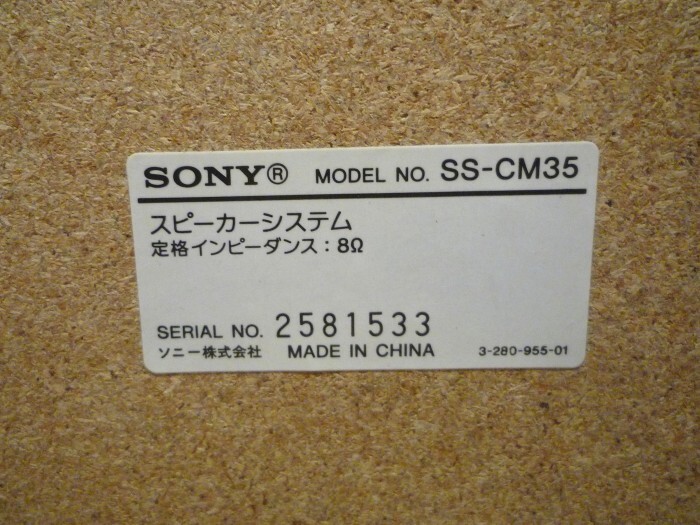 SONY® MODEL NO. SS-CM35
スピーカーシステム
定格インピーダンス：8Ω
SERIAL NO. 2581533
ソニー株式会社 MADE IN CHINA 3-280-955-01